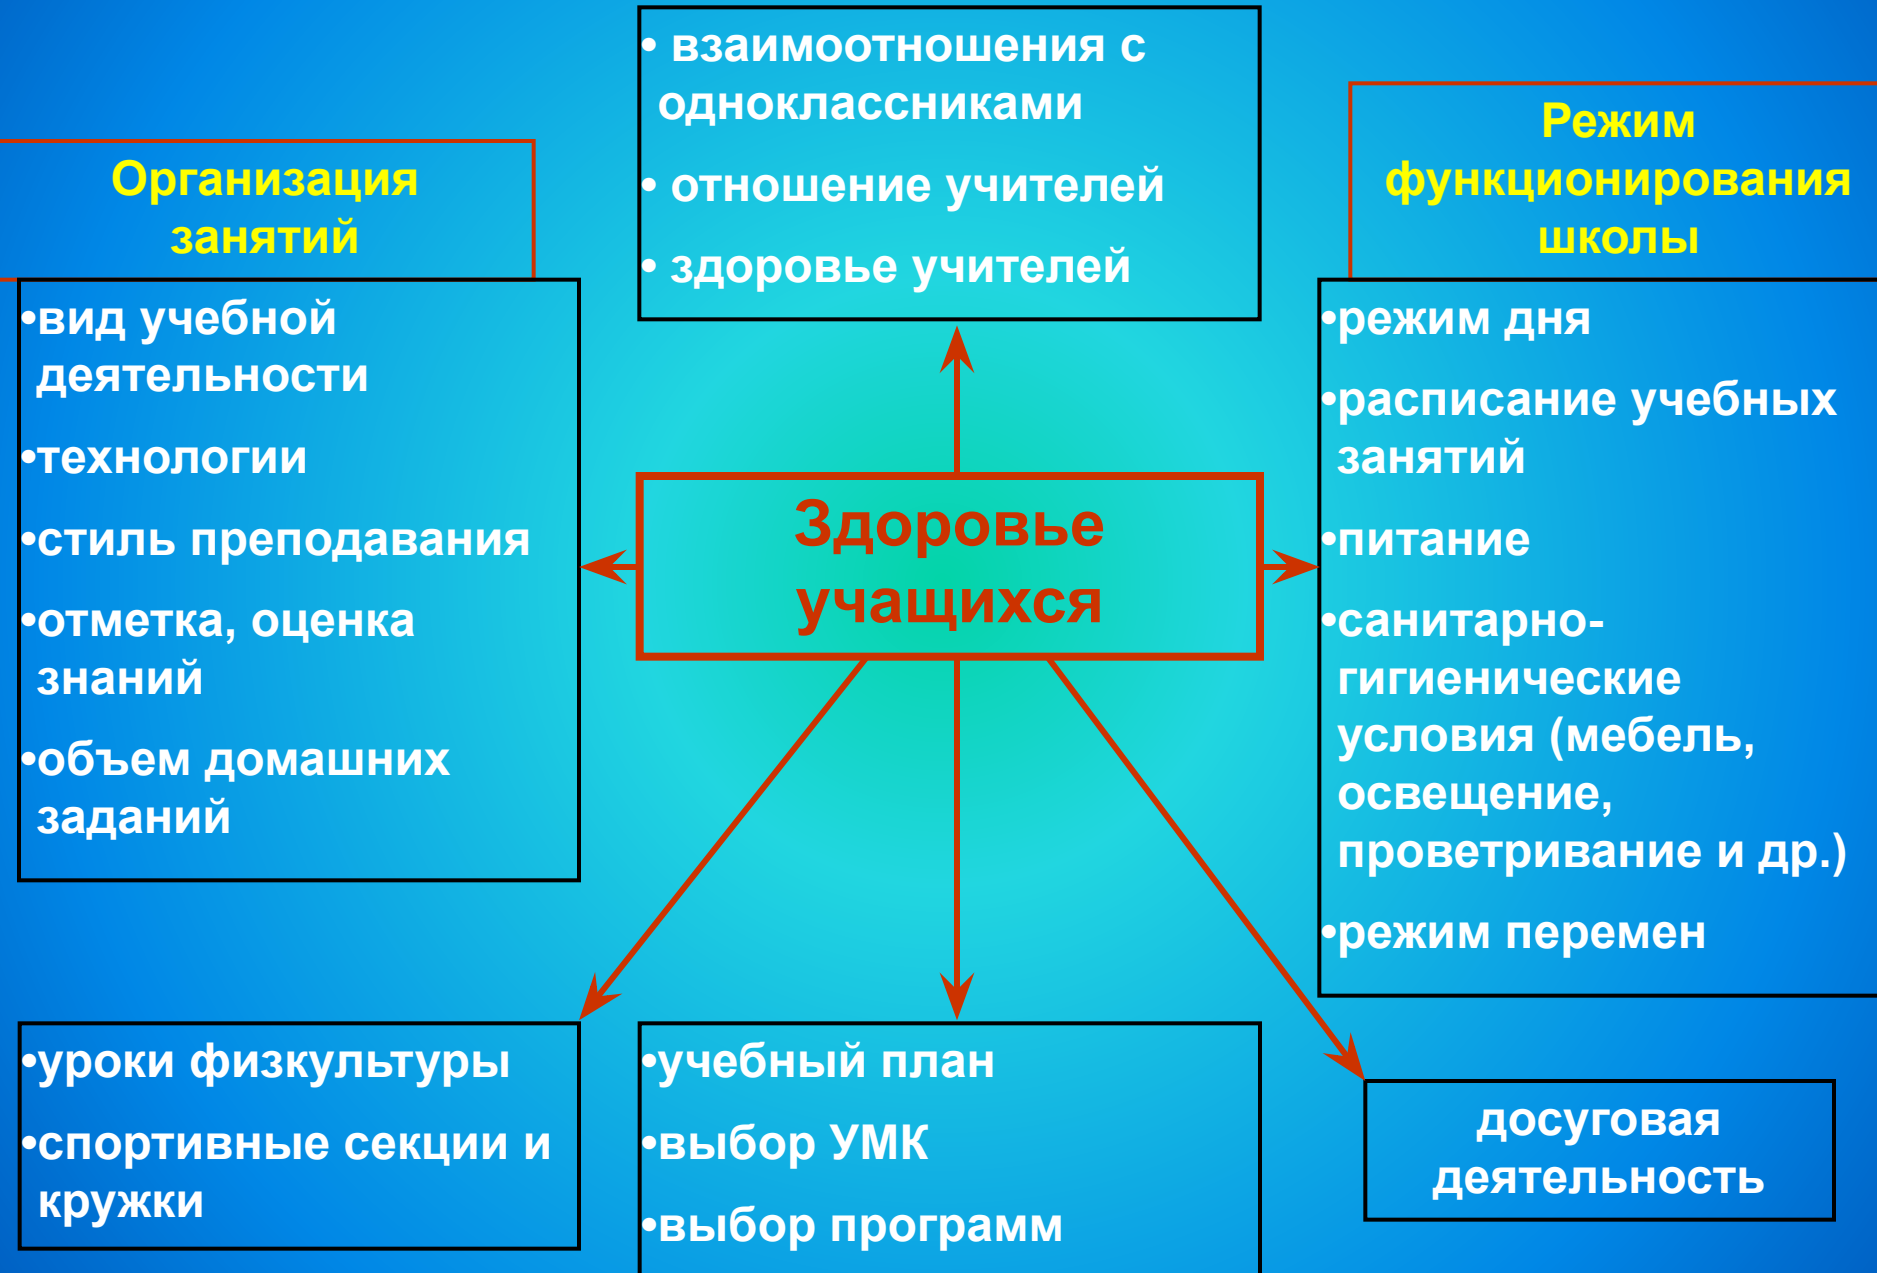 • взаимоотношения с
одноклассниками
• отношение учителей
• здоровье учителей
Организация
занятий
•вид учебной
деятельности
•технологии
•стиль преподавания
•отметка, оценка
знаний
•объем домашних
заданий
Режим
функционирования
школы
•режим дня
•расписание учебных
занятий
•питание
•санитарно-
гигиенические
условия (мебель,
освещение,
проветривание и др.)
•режим перемен
Здоровье
учащихся
•уроки физкультуры
•спортивные секции и
кружки
•учебный план
•выбор УМК
•выбор программ
досуговая
деятельность